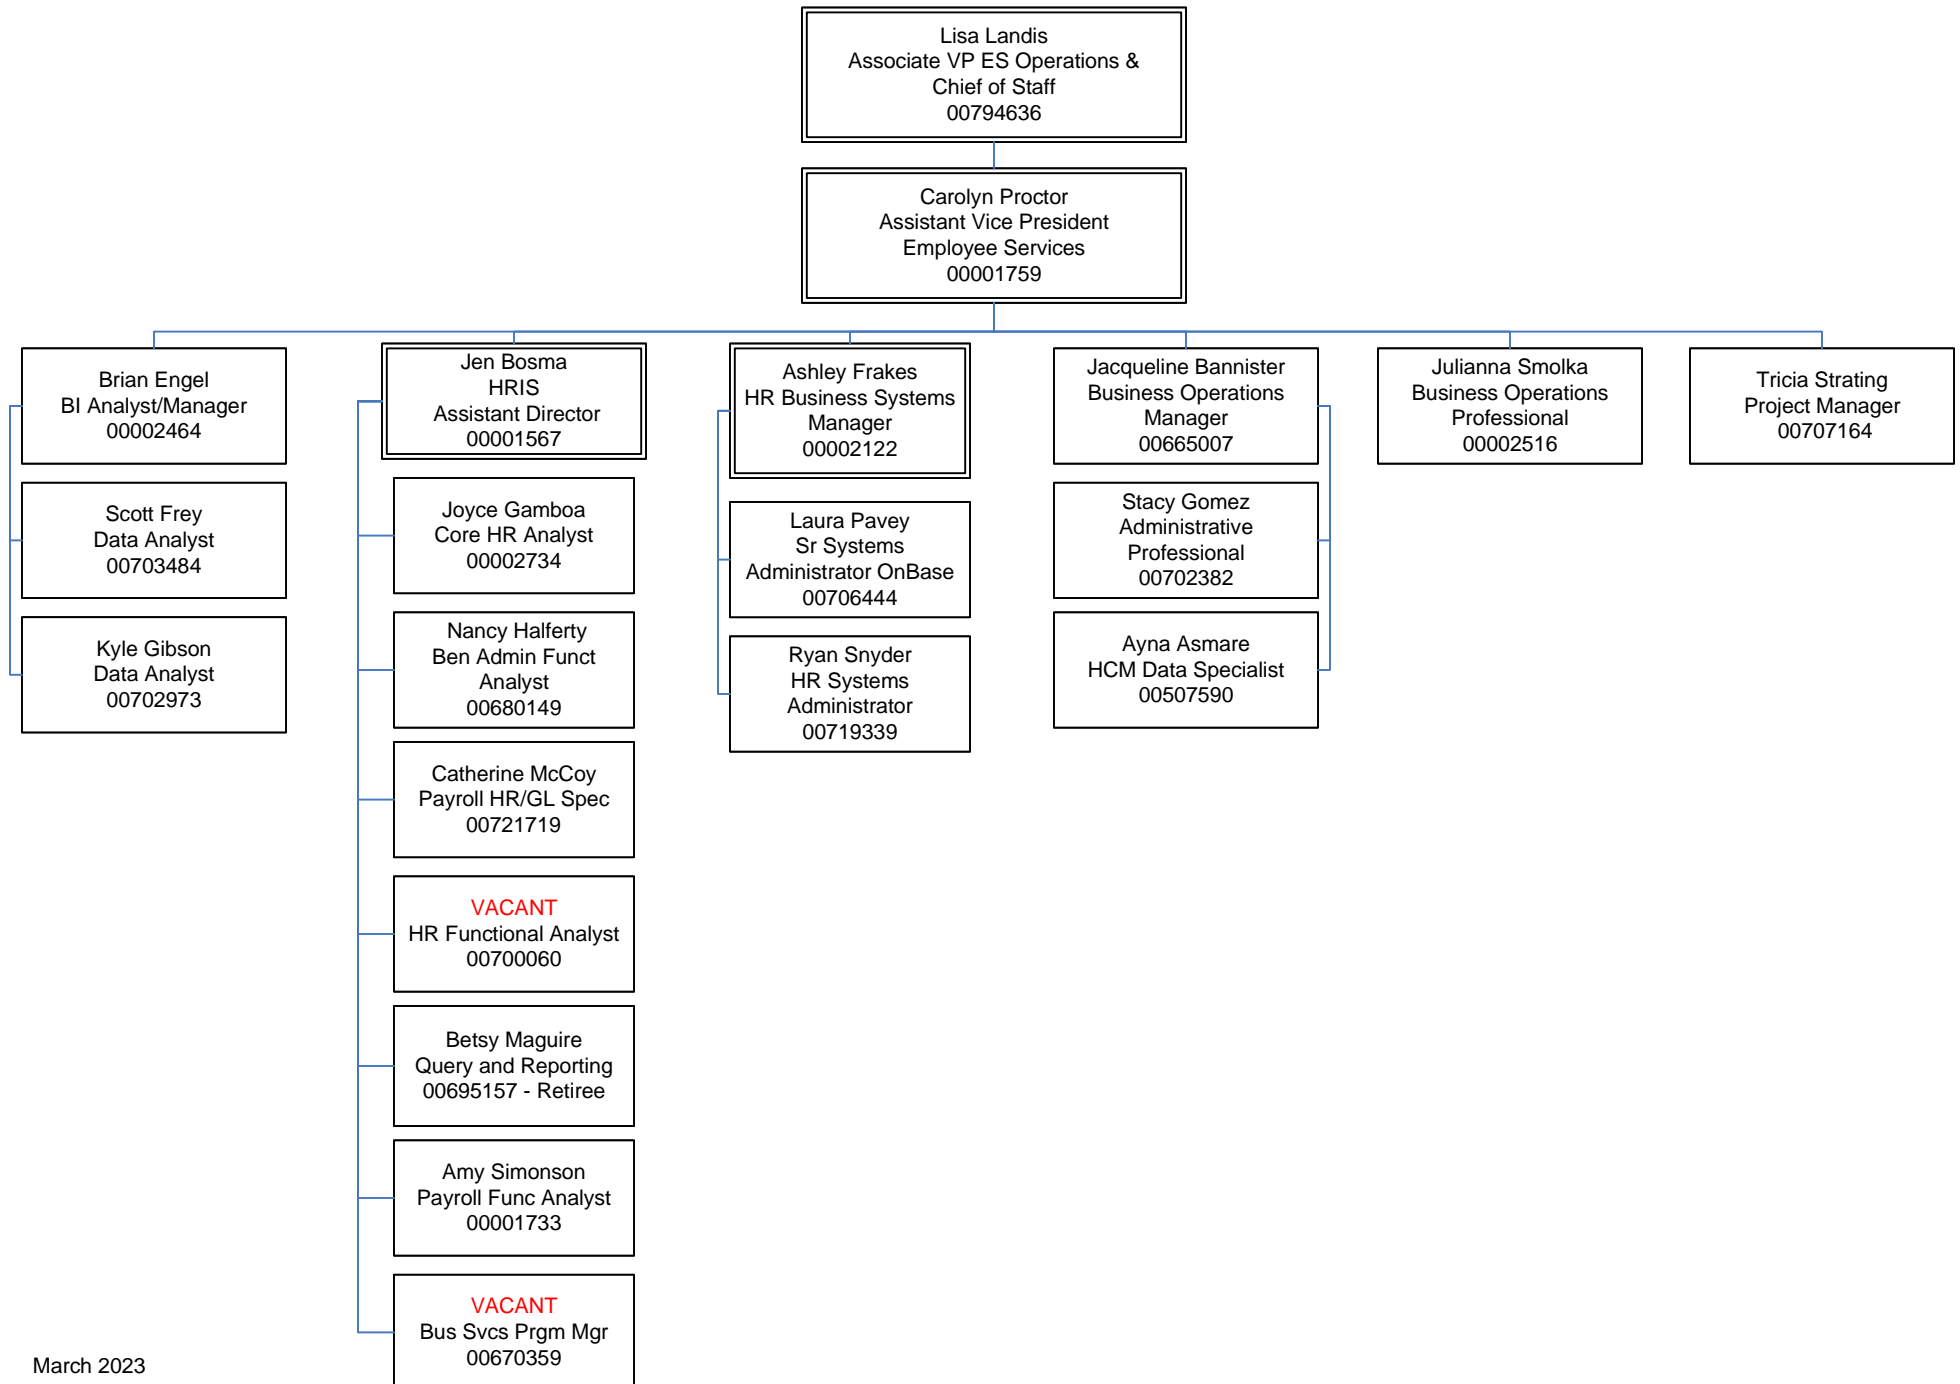 Lisa Landis
Associate VP ES Operations &
Chief of Staff
00794636
Carolyn Proctor
Assistant Vice President
Employee Services
00001759
Brian Engel
BI Analyst/Manager
00002464
Scott Frey
Data Analyst
00703484
Kyle Gibson
Data Analyst
00702973
Jen Bosma
HRIS
Assistant Director
00001567
Joyce Gamboa
Core HR Analyst
00002734
Nancy Halferty
Ben Admin Funct
Analyst
00680149
Catherine McCoy
Payroll HR/GL Spec
00721719
VACANT
HR Functional Analyst
00700060
Betsy Maguire
Query and Reporting
00695157 - Retiree
Amy Simonson
Payroll Func Analyst
00001733
VACANT
Bus Svcs Prgm Mgr
00670359
Ashley Frakes
HR Business Systems
Manager
00002122
Laura Pavey
Sr Systems
Administrator OnBase
00706444
Ryan Snyder
HR Systems
Administrator
00719339
Jacqueline Bannister
Business Operations
Manager
00665007
Stacy Gomez
Administrative
Professional
00702382
Ayna Asmare
HCM Data Specialist
00507590
Julianna Smolka
Business Operations
Professional
00002516
Tricia Strating
Project Manager
00707164
March 2023